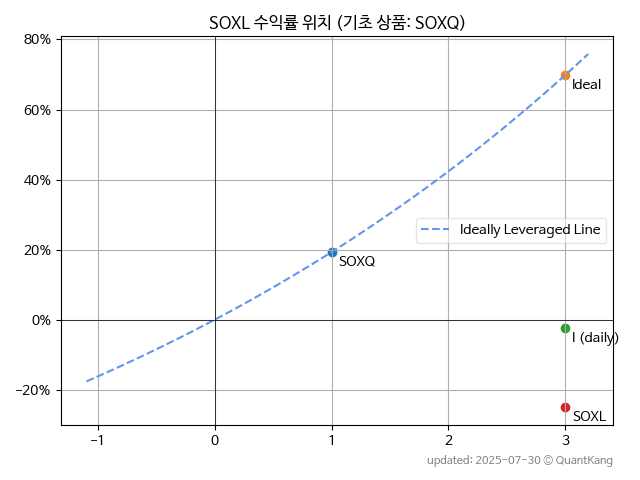 SOXL 수익률 위치 (기초 상품: SOXQ)
80%
60%
40%
20%
0%
−20%
Ideal
Ideally Leveraged Line
SOXQ
I (daily)
SOXL
−1
0
1
2
3
updated: 2025-07-30 © QuantKang